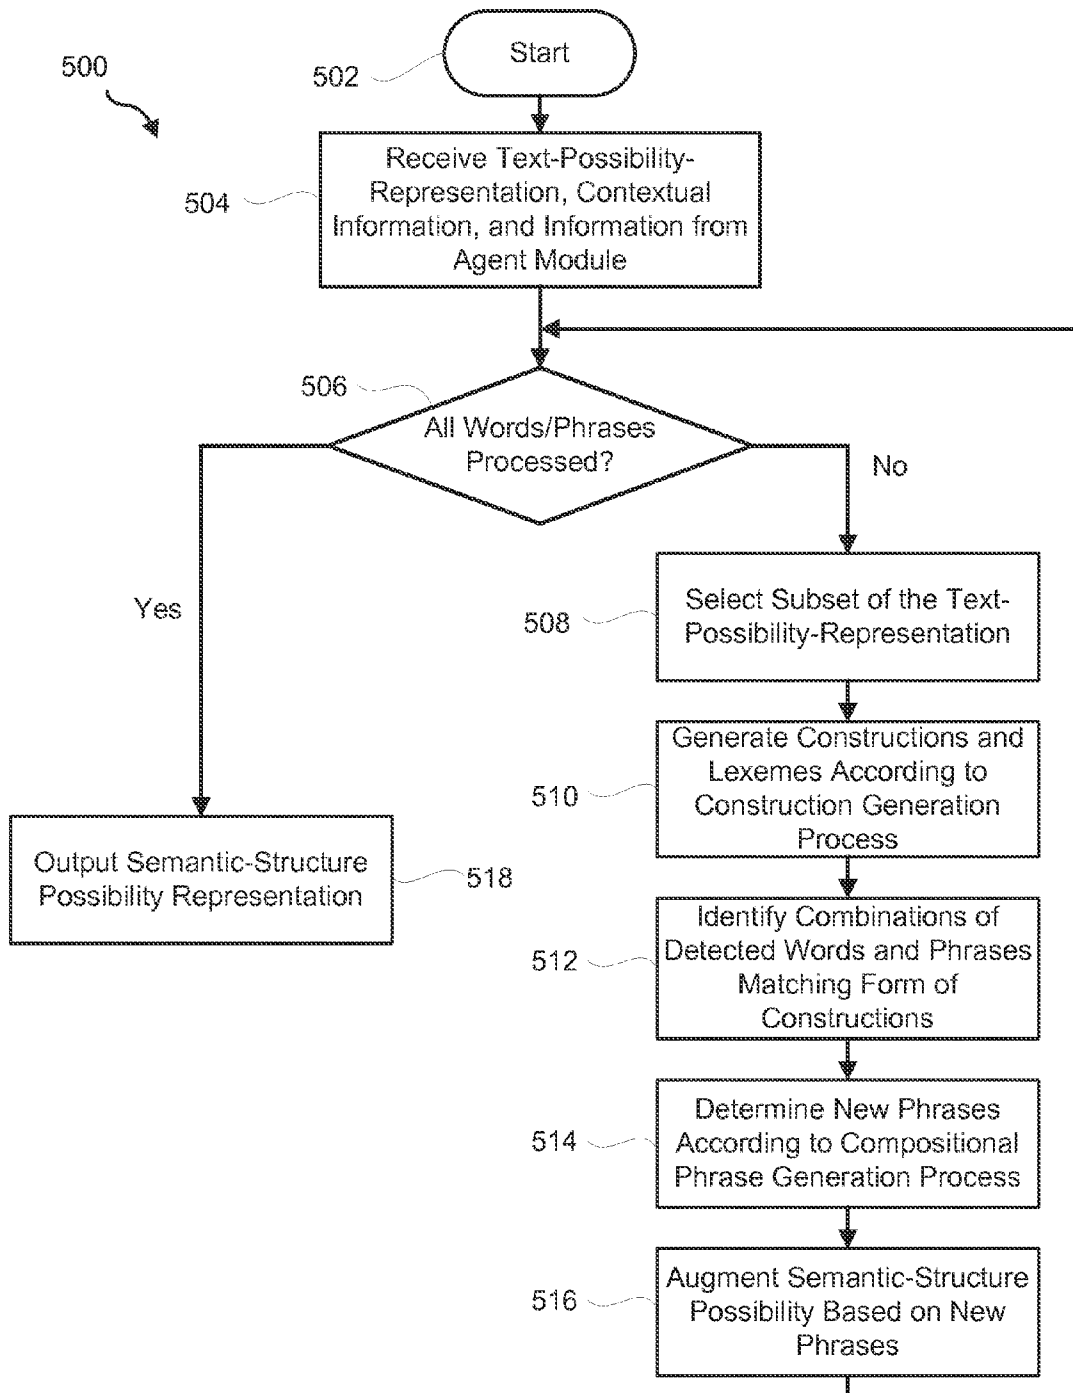 Start
500
502
Receive Text-Possibility-
Representation, Contextual
Information, and Information from
Agent Module
504
506
All Words/Phrases
Processed?
No
Yes
Select Subset of the Text-
Possibility-Representation
508
Generate Constructions and
Lexemes According to
Construction Generation
Process
510
Output Semantic-Structure
Possibility Representation
518
Identify Combinations of
Detected Words and Phrases
Matching Form of
Constructions
512
Determine New Phrases
According to Compositional
Phrase Generation Process
514
Augment Semantic-Structure
Possibility Based on New
Phrases
516